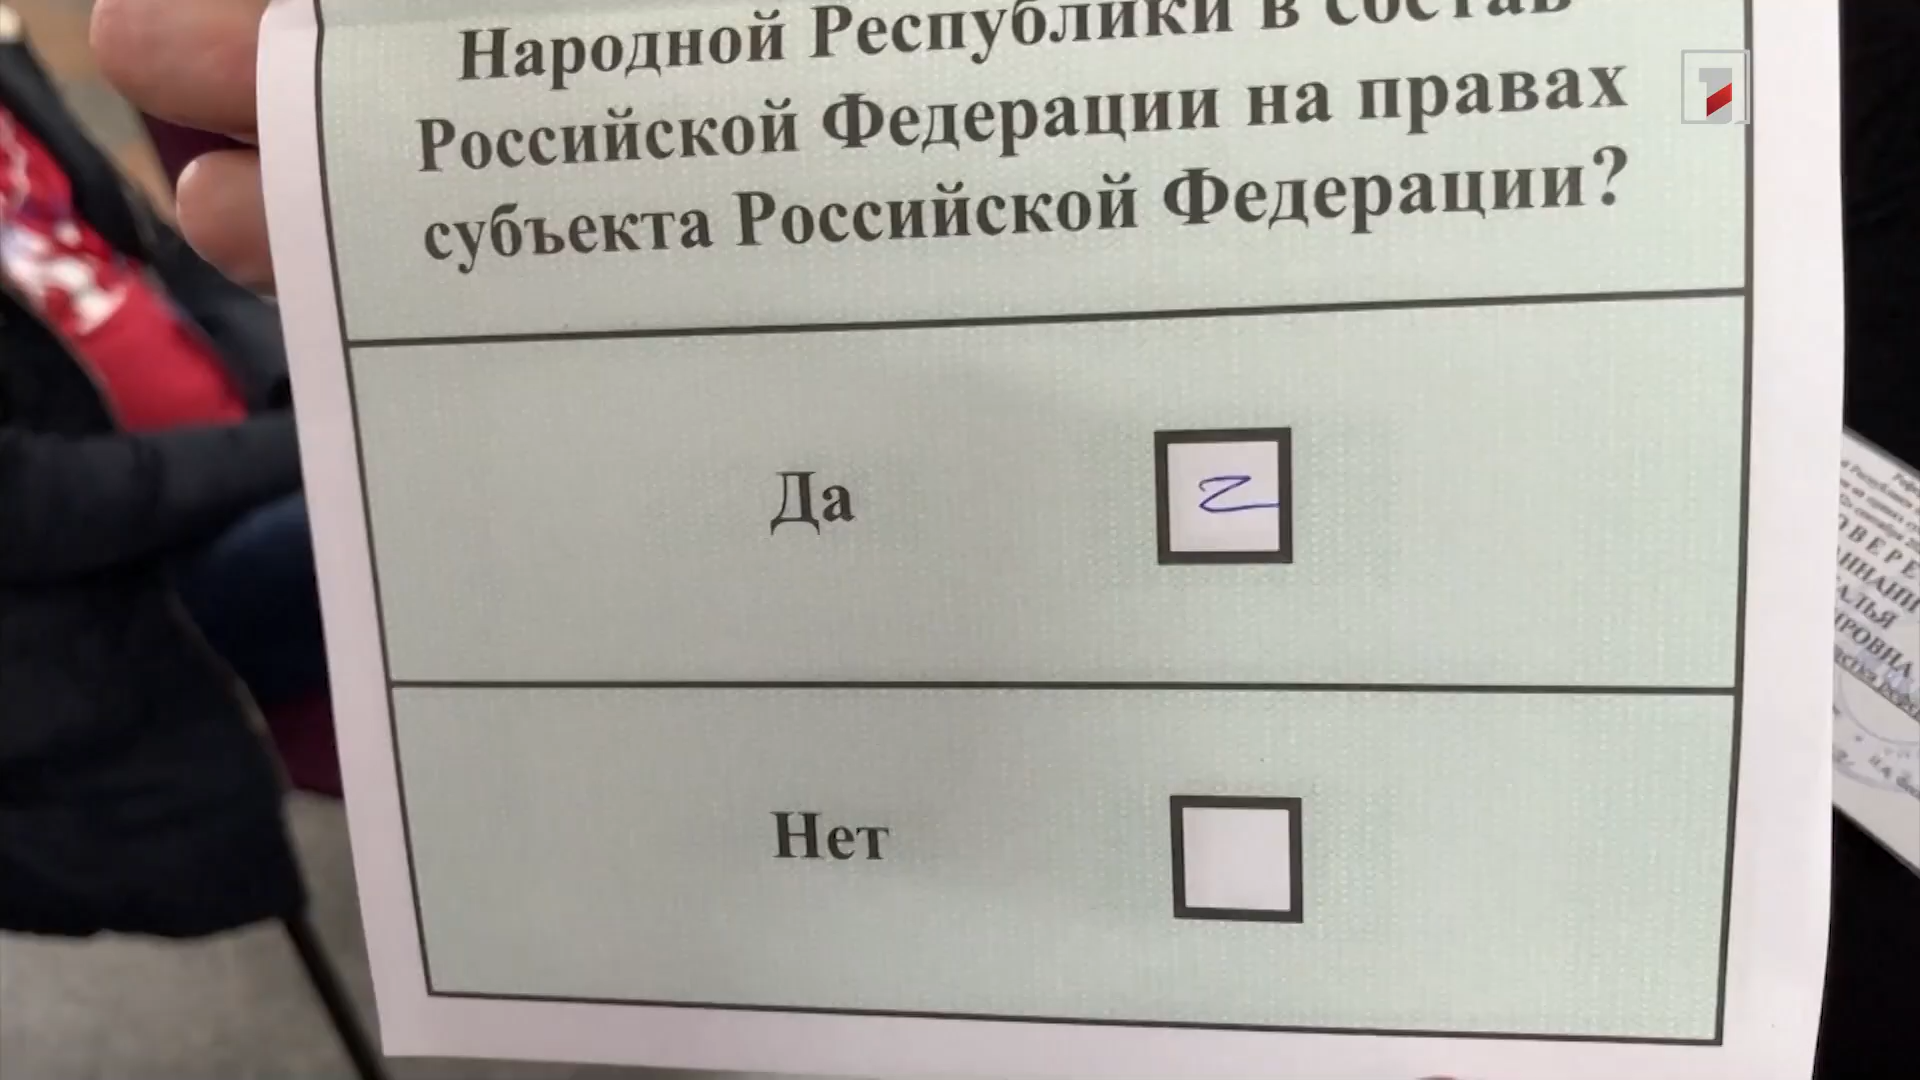 Народной Республики в состав
Российской Федерации на правах
субъекта Российской Федерации?
Да
Z
Нет